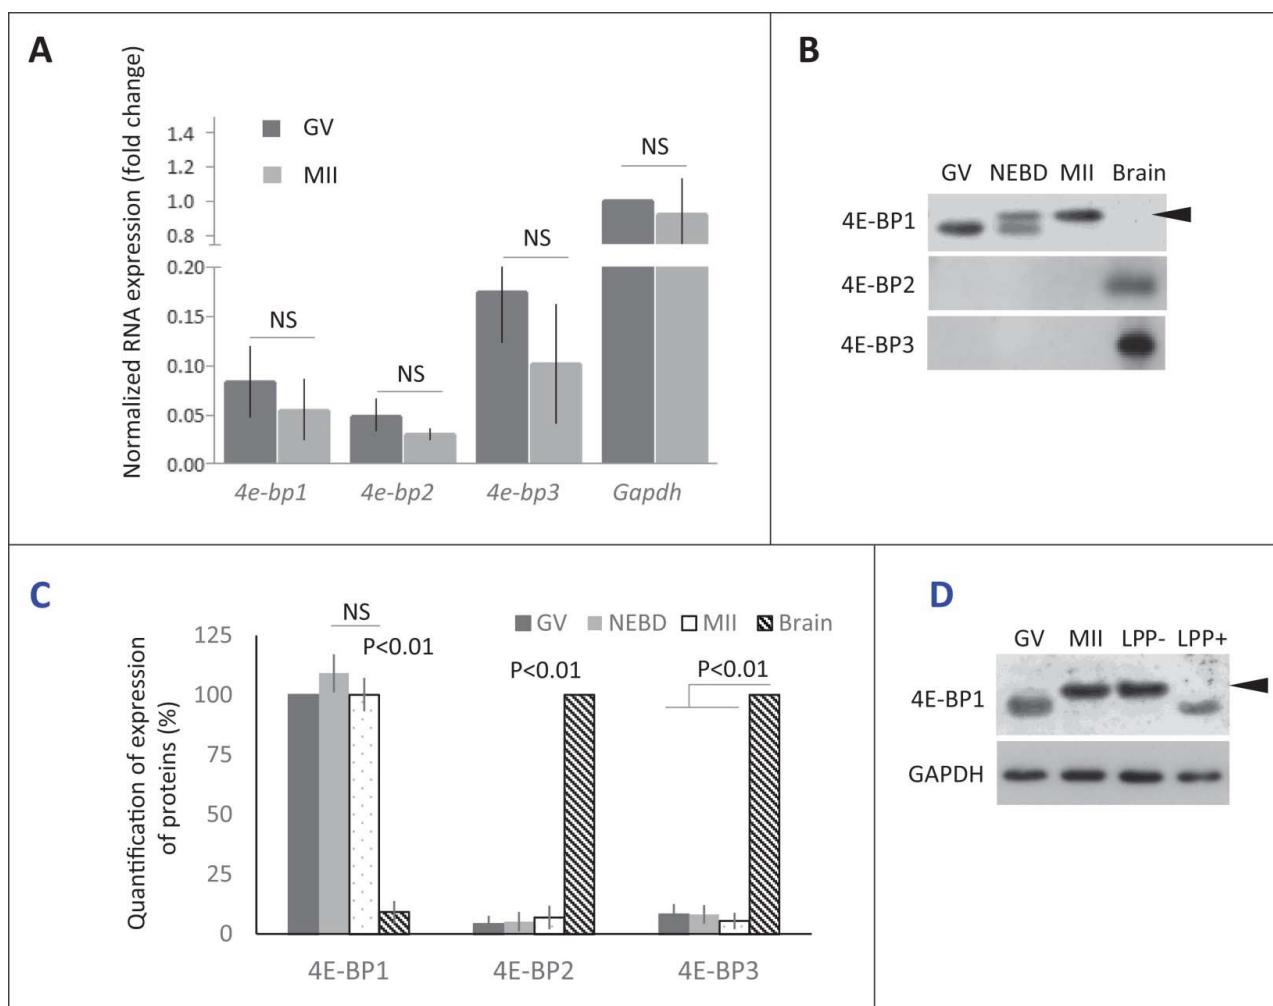 A
Normalized RNA expression (fold change)
GV
MII
1.4
1.2
1.0
0.8
0.20
0.15
0.10
0.05
0.00
NS
NS
NS
NS
4e-bp1
4e-bp2
4e-bp3
Gapdh
B
GV NEBD MII Brain
4E-BP1
4E-BP2
4E-BP3
C
Quantification of expression
of proteins (%)
GV NEBD MII Brain
125
100
75
50
25
0
NS
P<0.01
P<0.01
P<0.01
4E-BP1
4E-BP2
4E-BP3
D
GV MII LPP- LPP+
4E-BP1
GAPDH